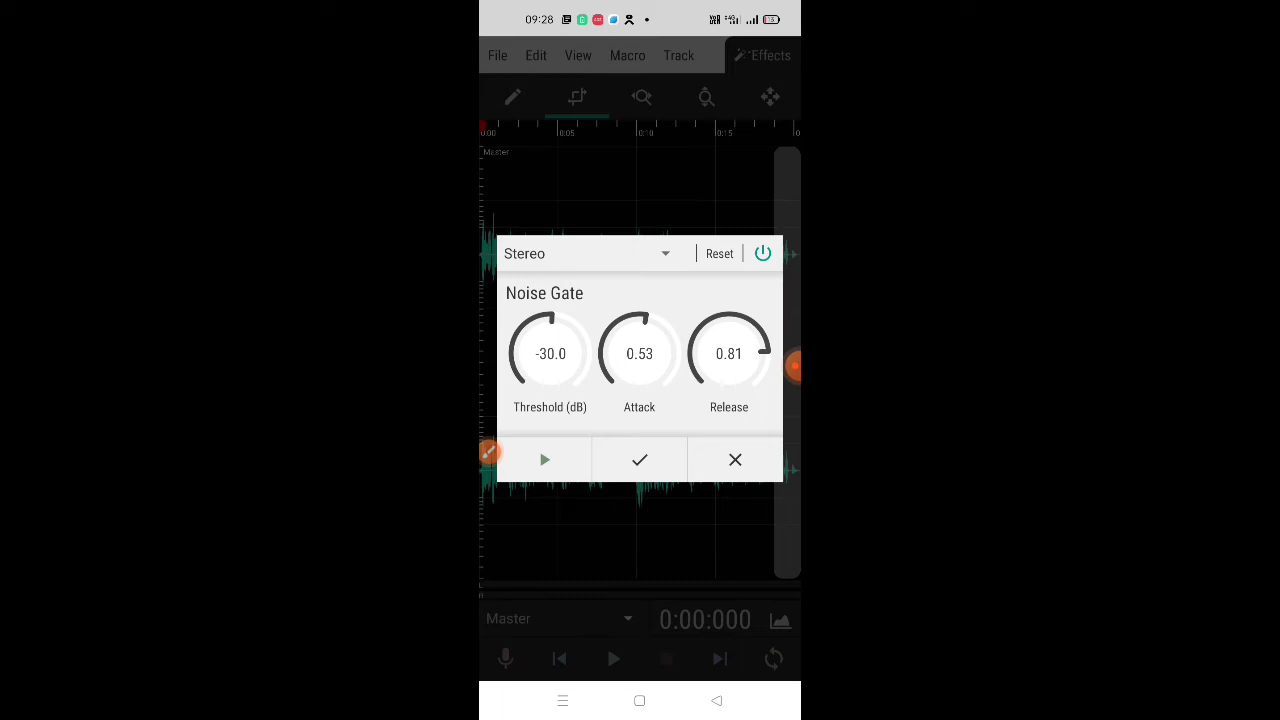 09:28
File Edit View Macro Track Effects
0:00 0:05 0:10 0:15 0
Master
Stereo Reset
Noise Gate
-30.0 0.53 0.81
Threshold (dB) Attack Release
Master 0:00:000